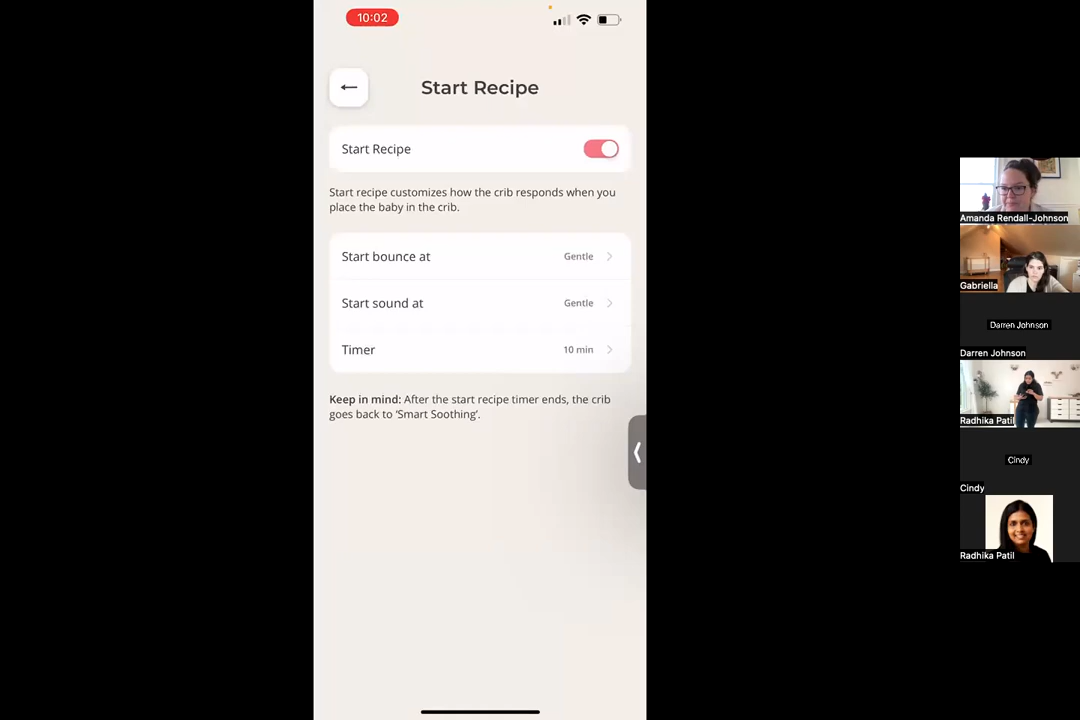 10:02
Start Recipe
Start Recipe
Start recipe customizes how the crib responds when you
place the baby in the crib.
Start bounce at Gentle
Start sound at Gentle
Timer 10 min
Keep in mind: After the start recipe timer ends, the crib
goes back to ‘Smart Soothing’.
Amanda Rendall-Johnson
Gabriella
Darren Johnson
Darren Johnson
Radhika Patil
Cindy
Cindy
Radhika Patil